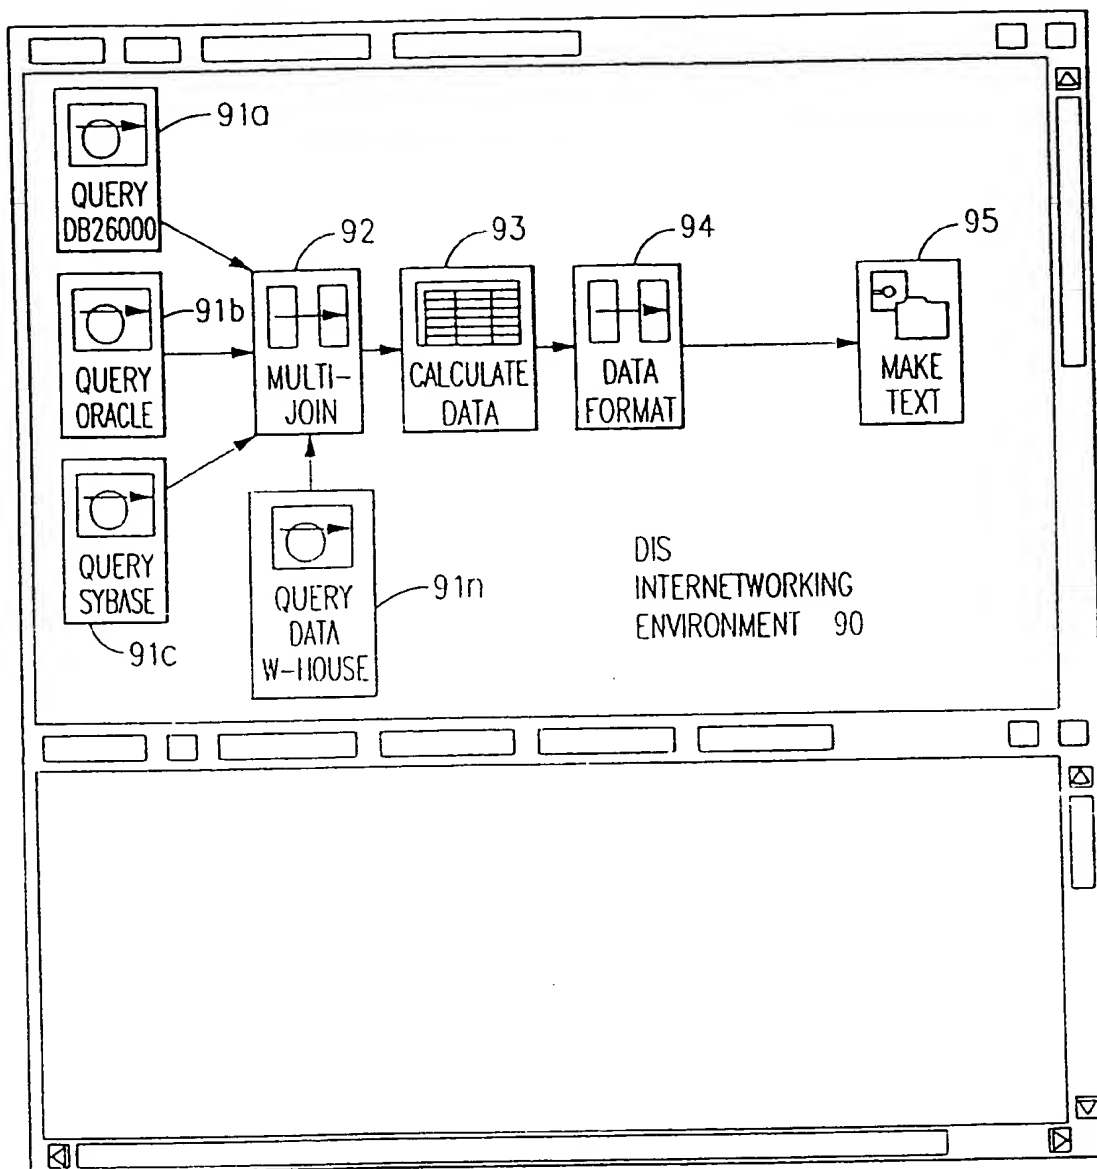 91a
QUERY
DB26000
92
93
94
95
91b
QUERY
ORACLE
MULTI-
JOIN
CALCULATE
DATA
DATA
FORMAT
MAKE
TEXT
QUERY
SYBASE
91c
QUERY
DATA
W-HOUSE
91n
DIS
INTERNETWORKING
ENVIRONMENT 90